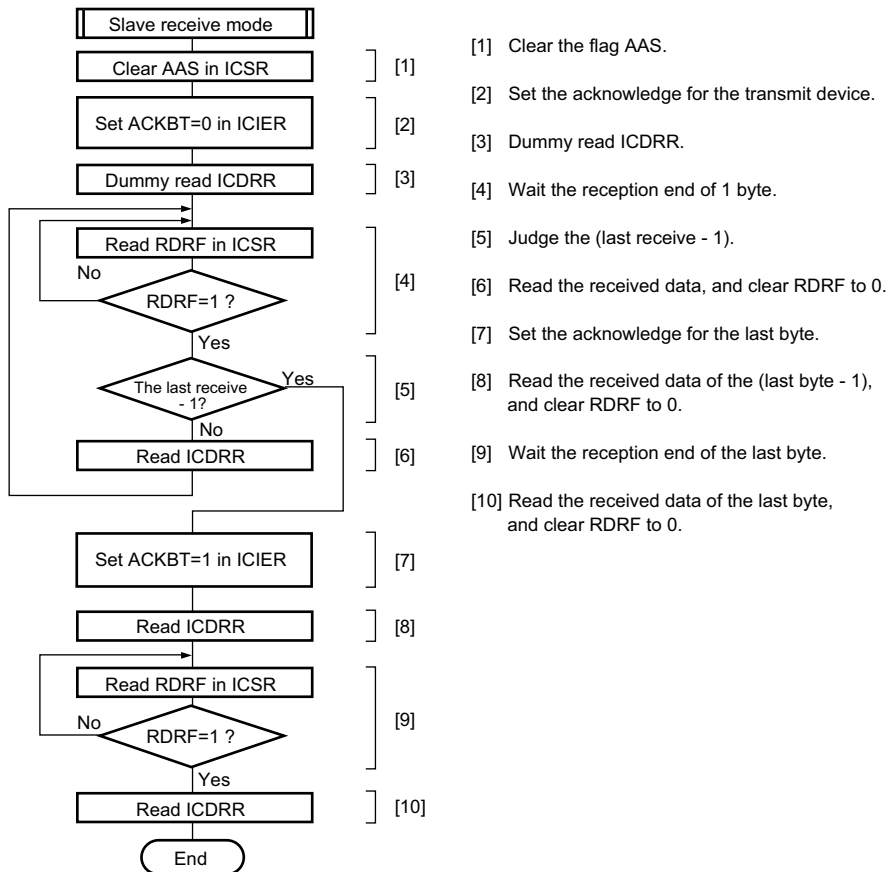 Slave receive mode
Clear AAS in ICSR
[1]
Set ACKBT=0 in ICIER
[2]
Dummy read ICDRR
[3]
Read RDRF in ICSR
No
RDRF=1 ?
[4]
Yes
The last receive
- 1?
Yes
[5]
No
Read ICDRR
[6]
Set ACKBT=1 in ICIER
[7]
Read ICDRR
[8]
Read RDRF in ICSR
No
RDRF=1 ?
[9]
Yes
Read ICDRR
[10]
End
[1] Clear the flag AAS.
[2] Set the acknowledge for the transmit device.
[3] Dummy read ICDRR.
[4] Wait the reception end of 1 byte.
[5] Judge the (last receive - 1).
[6] Read the received data, and clear RDRF to 0.
[7] Set the acknowledge for the last byte.
[8] Read the received data of the (last byte - 1),
and clear RDRF to 0.
[9] Wait the reception end of the last byte.
[10] Read the received data of the last byte,
and clear RDRF to 0.